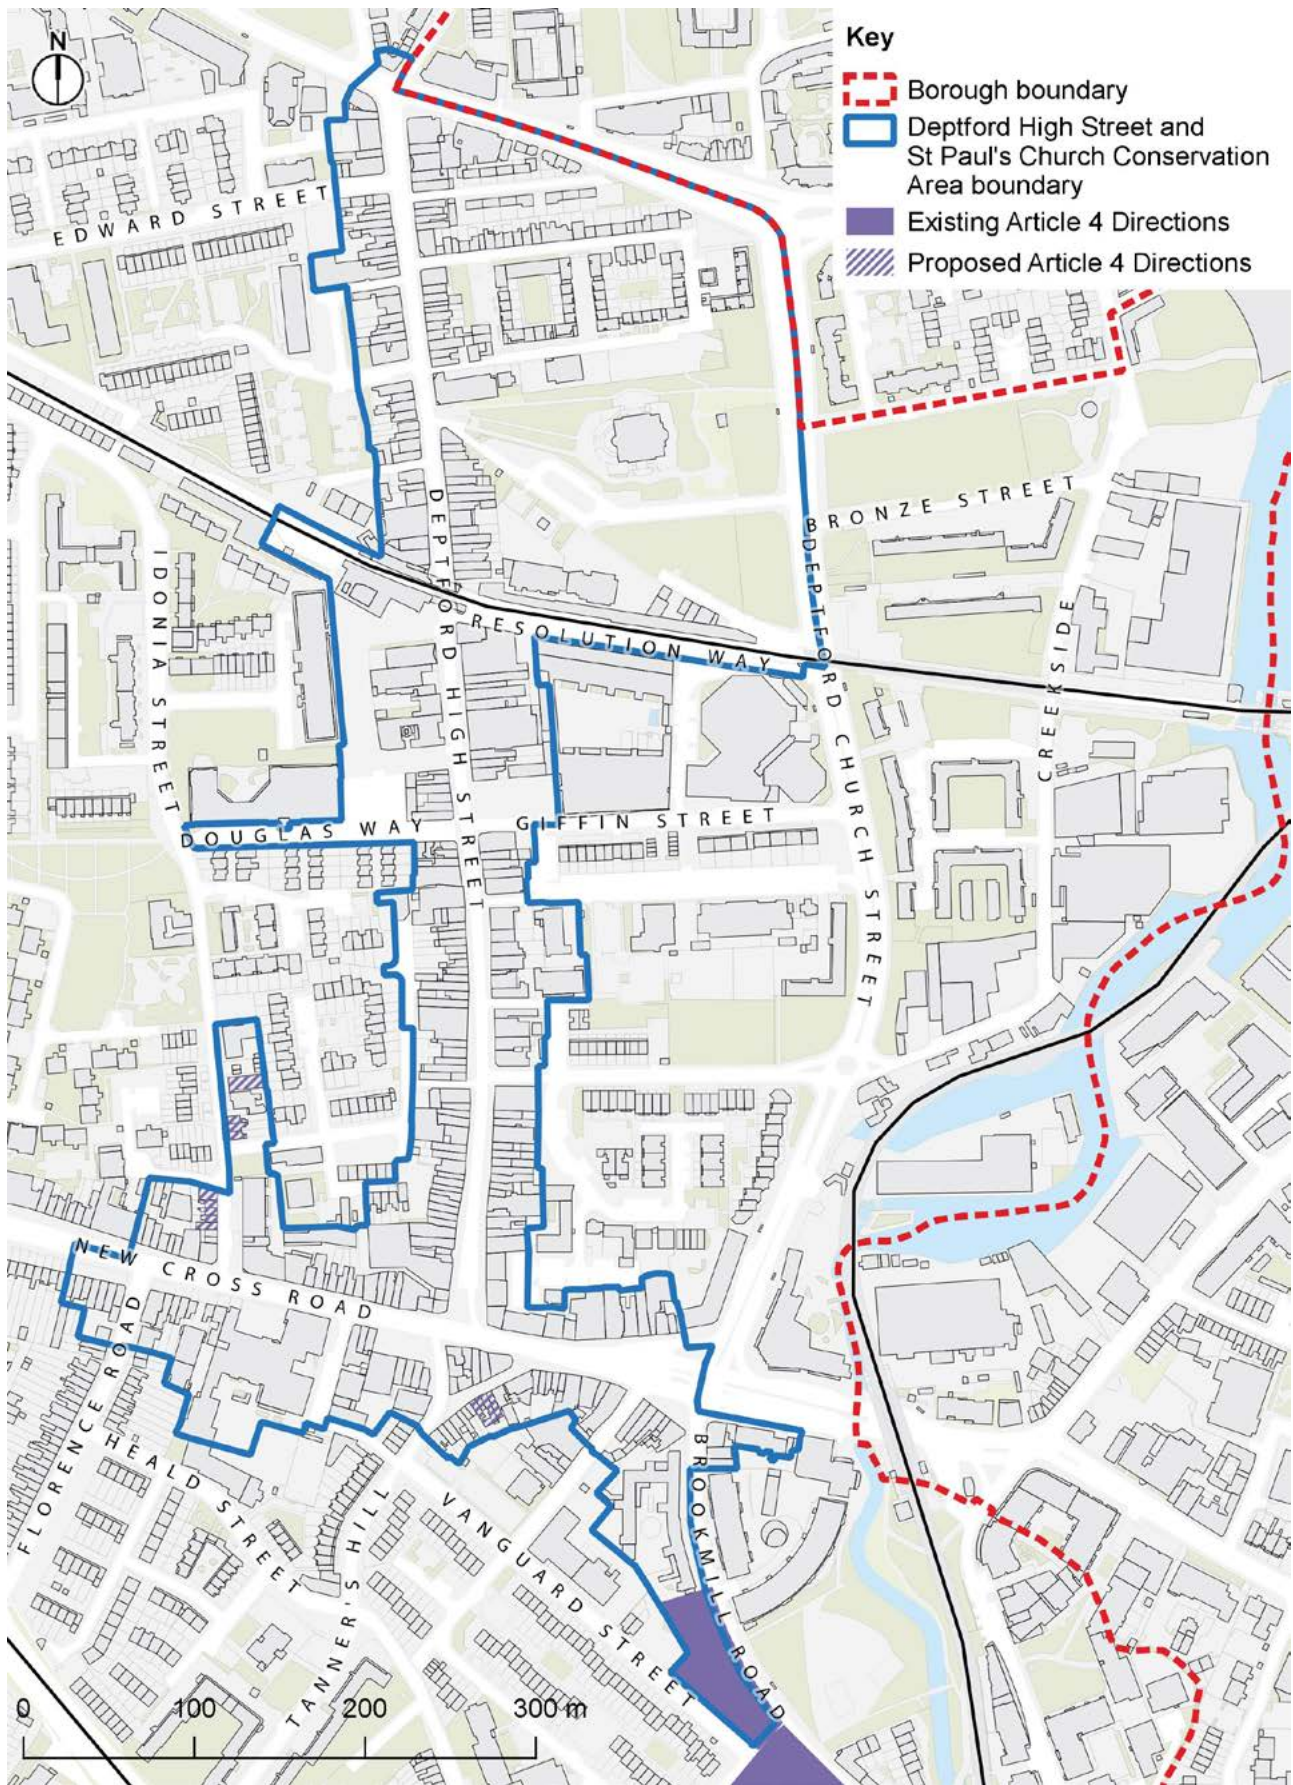 N
Key
Borough boundary
Deptford High Street and
St Paul's Church Conservation
Area boundary
Existing Article 4 Directions
Proposed Article 4 Directions
EDWARD STREET
BRONZE STREET
DEPTFORD HIGH STREET
DEPTFORD CHURCH STREET
IDONIA STREET
CREEKSIDE
RESOLUTION WAY
DOUGLAS WAY
GIFFIN STREET
NEW CROSS ROAD
FLORENCE ROAD
HEALD STREET
TANNER'S HILL
VANGUARD STREET
BROOKMILL ROAD
0 100 200 300 m